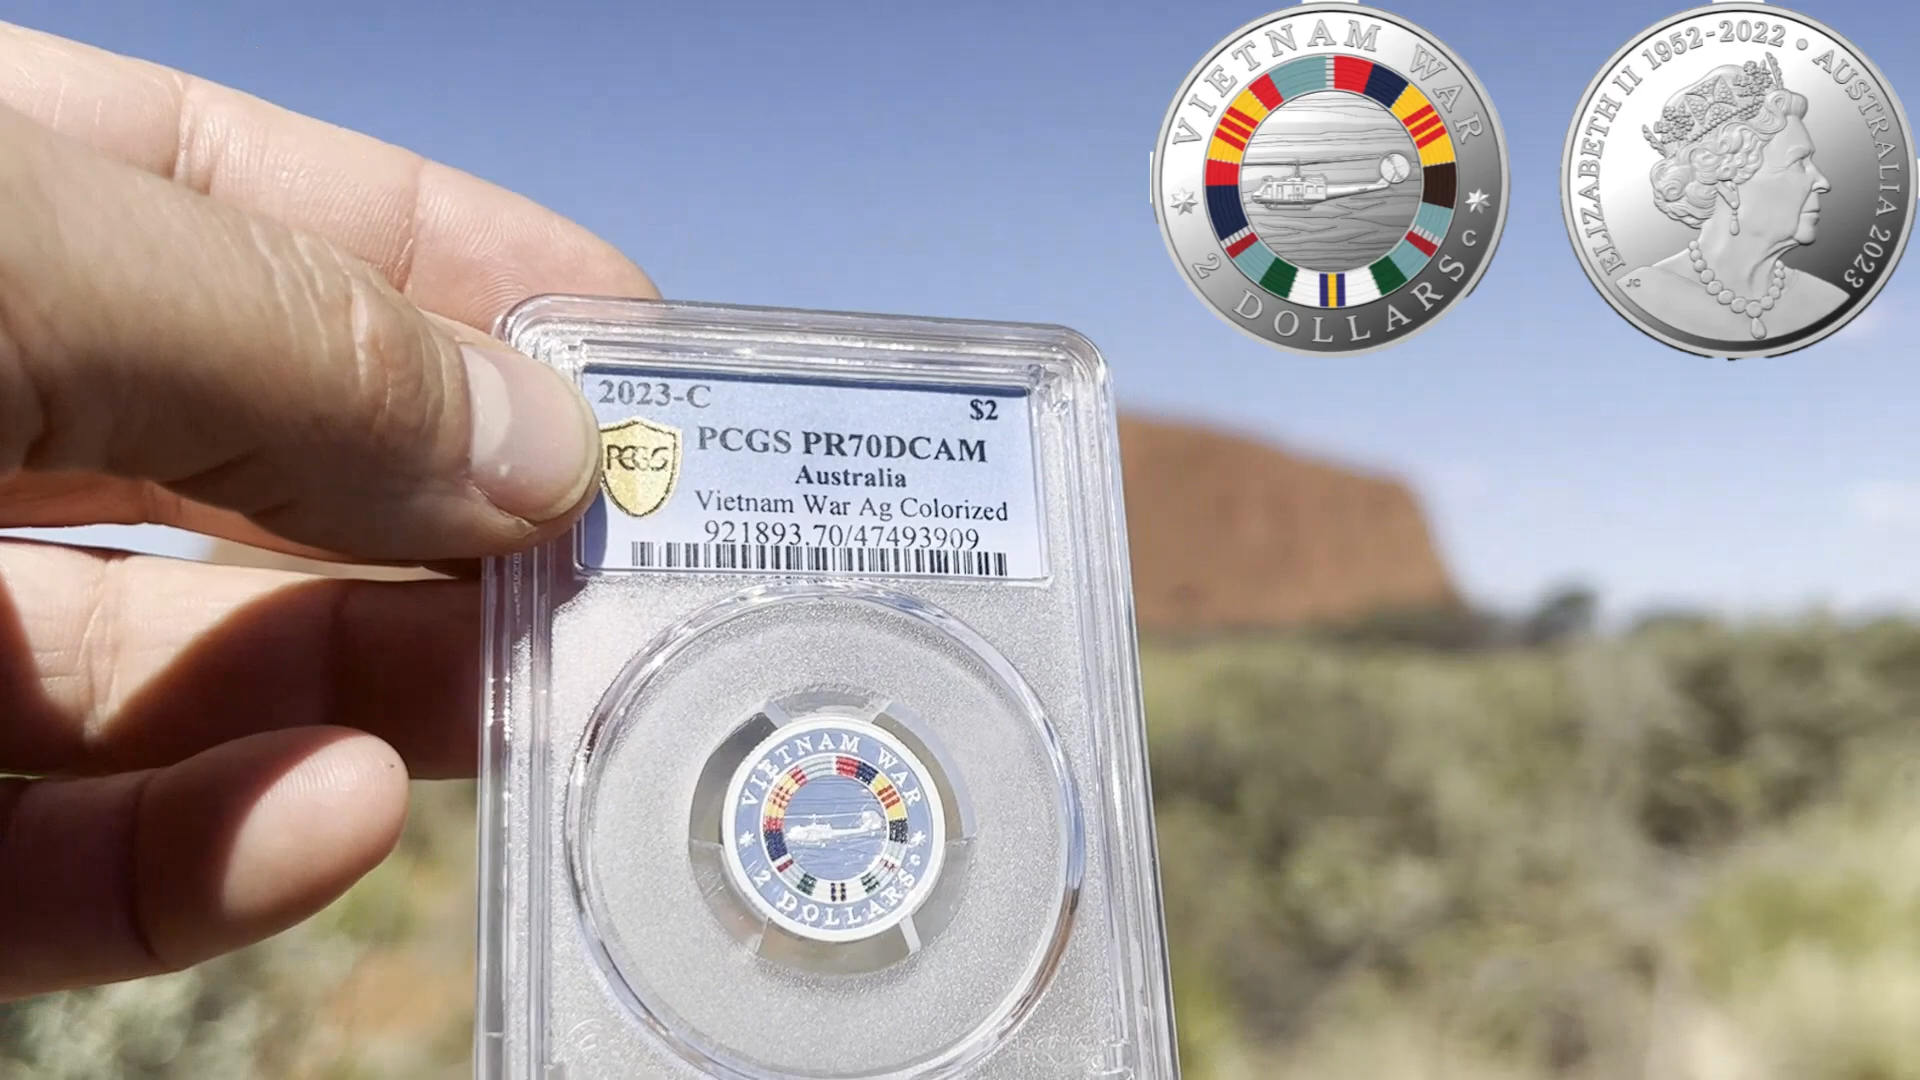 2023-C
$2
PCGS
PCGS PR70DCAM
Australia
Vietnam War Ag Colorized
921893.70/47493909
VIETNAM WAR
2 DOLLARS C
VIETNAM WAR
2 DOLLARS C
ELIZABETH II 1952-2022 • AUSTRALIA 2023
JC